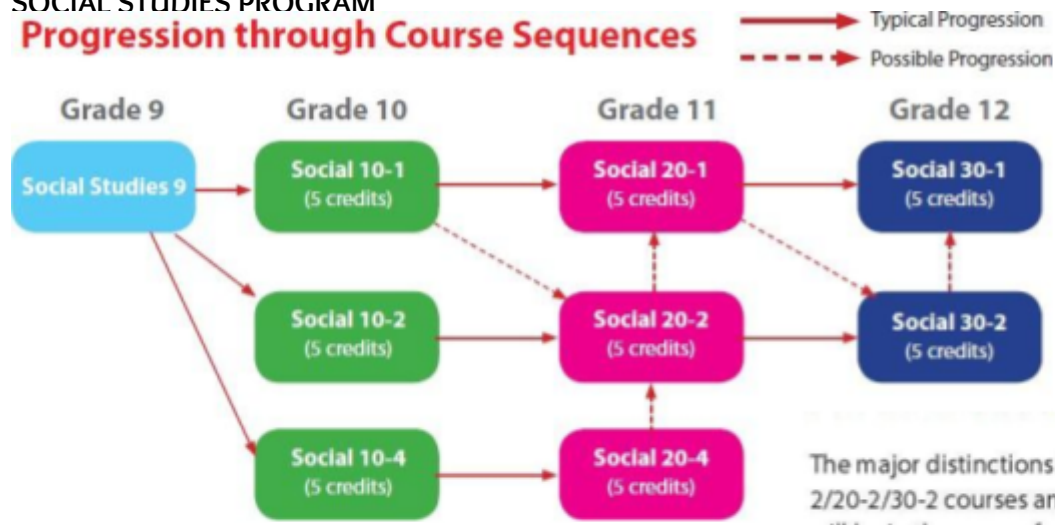 SOCIAL STUDIES PROGRAM
Progression through Course Sequences
Typical Progression
Possible Progression
Grade 9
Grade 10
Grade 11
Grade 12
Social Studies 9
Social 10-1
(5 credits)
Social 20-1
(5 credits)
Social 30-1
(5 credits)
Social 10-2
(5 credits)
Social 20-2
(5 credits)
Social 30-2
(5 credits)
Social 10-4
(5 credits)
Social 20-4
(5 credits)
The major distinctions
2/20-2/30-2 courses an